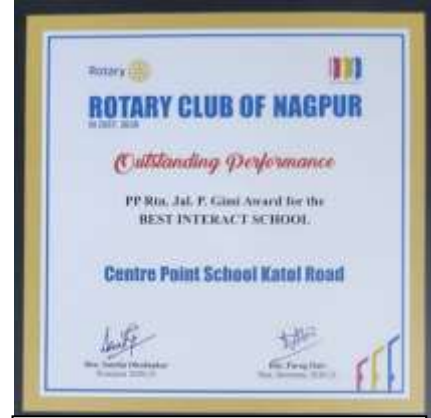 Rotary
ROTARY CLUB OF NAGPUR
Outstanding Performance
PP Rtn. Jal. P. Gimi Award for the
BEST INTERACT SCHOOL
Centre Point School Katol Road